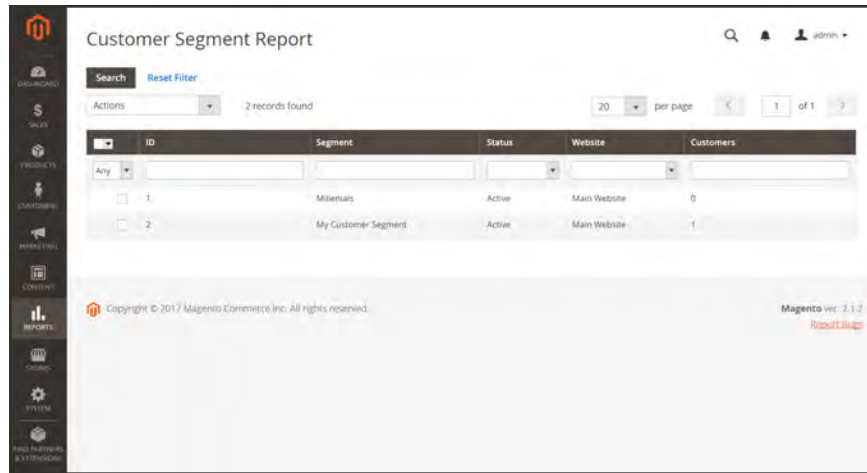 Customer Segment Report
admin
Search Reset Filter
Actions 2 records found 20 per page 1 of 1
ID Segment Status Website Customers
Any
1 Millenials Active Main Website 0
2 My Customer Segment Active Main Website 1
Copyright © 2017 Magento Commerce Inc. All rights reserved.
Magento ver. 2.1.2
Report Bugs
DASHBOARD
SALES
PRODUCTS
CUSTOMERS
MARKETING
CONTENT
REPORTS
STORES
SYSTEM
FIND PARTNERS
& EXTENSIONS